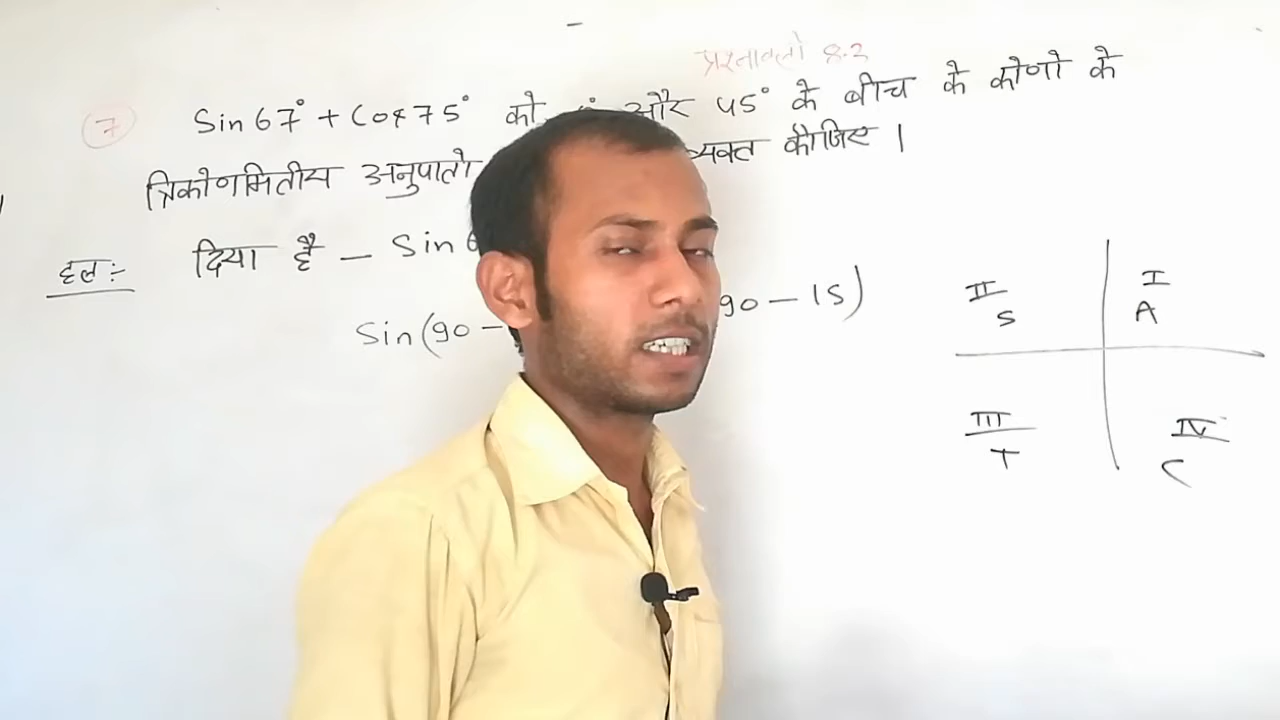 प्रश्नावली 8.2
7 Sin 67° + Cos 75° को और 45° के बीच के कोणों के
त्रिकोणमितीय अनुपातो व्यक्त कीजिए ।
हलः- दिया है - Sin 6
Sin(90 - 90 - 15)
II I
S A
III IV
T C